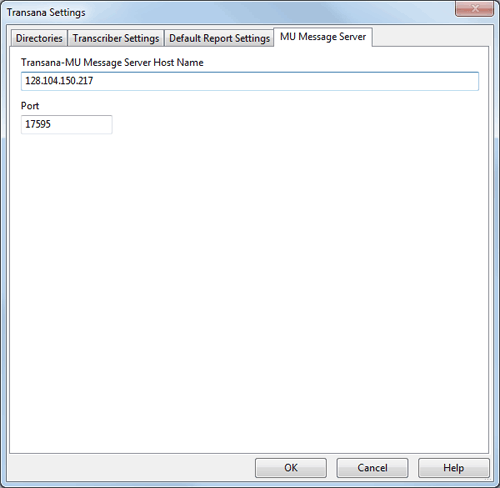 Transana Settings
Directories Transcriber Settings Default Report Settings MU Message Server
Transana-MU Message Server Host Name
128.104.150.217
Port
17595
OK Cancel Help